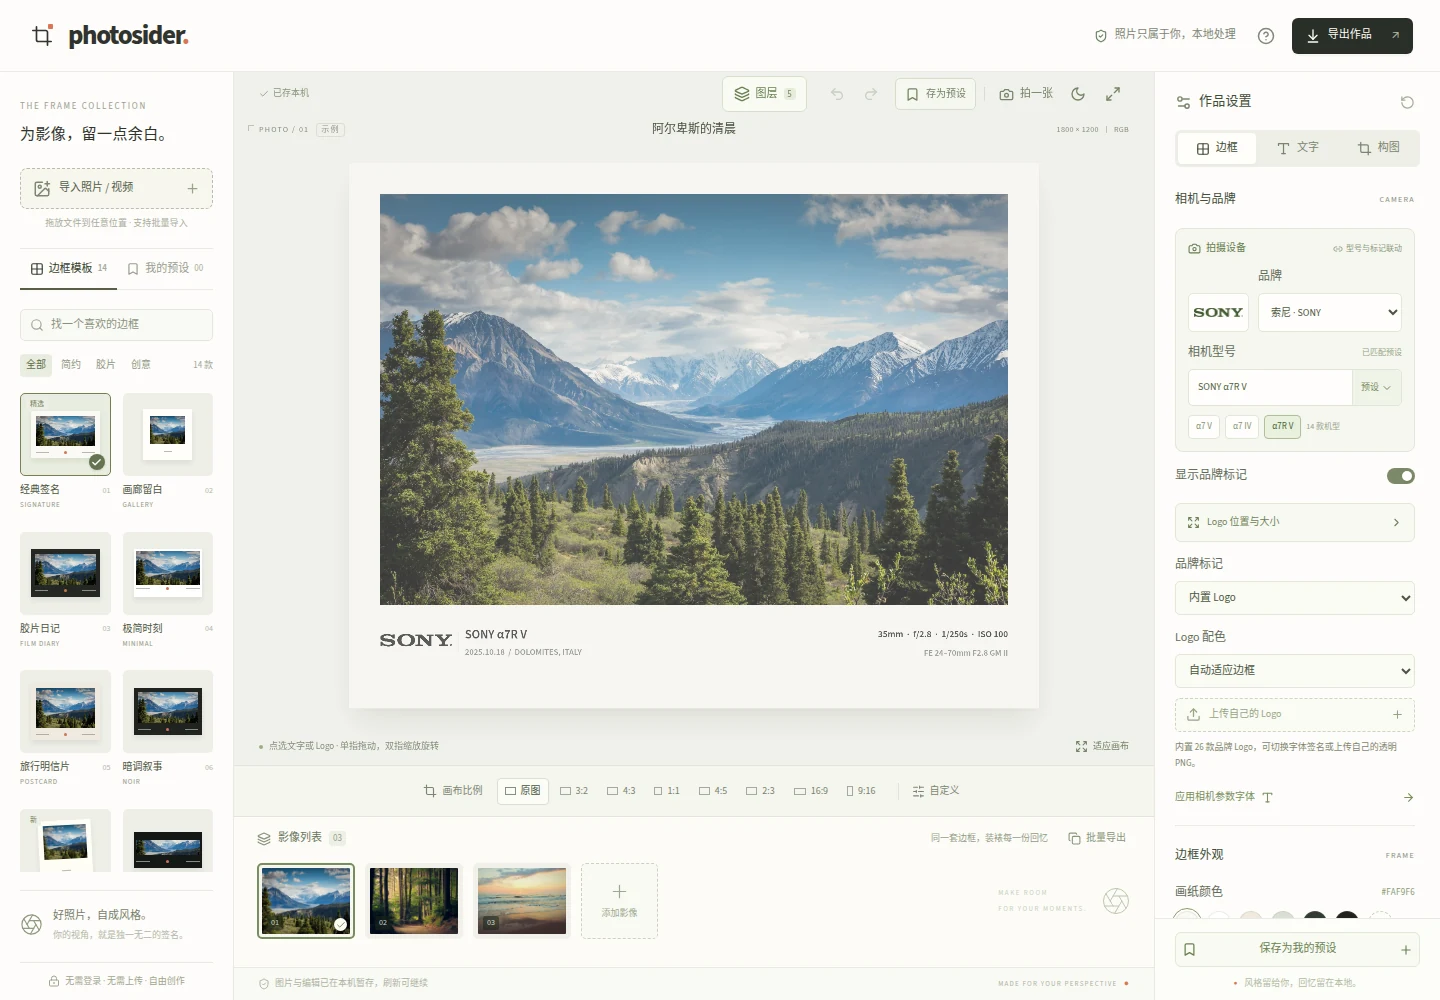 photosider.
照片只属于你，本地处理
导出作品
THE FRAME COLLECTION
为影像，留一点余白。
导入照片 / 视频
拖放文件到任意位置 · 支持批量导入
边框模板 14
我的预设 00
找一个喜欢的边框
全部 简约 胶片 创意 14 款
精选
经典签名 01
SIGNATURE
画廊留白 02
GALLERY
胶片日记 03
FILM DIARY
极简时刻 04
MINIMAL
旅行明信片 05
POSTCARD
暗调叙事 06
NOIR
新
好照片，自成风格。
你的视角，就是独一无二的签名。
无需登录 · 无需上传 · 自由创作
已存本机
图层 5
存为预设
拍一张
PHOTO / 01 示例
阿尔卑斯的清晨
1800 × 1200 | RGB
SONY
SONY α7R V
2025.10.18 / DOLOMITES, ITALY
35mm · f/2.8 · 1/250s · ISO 100
FE 24-70mm F2.8 GM II
点选文字或 Logo · 单指拖动，双指缩放旋转
适应画布
画布比例 原图 3:2 4:3 1:1 4:5 2:3 16:9 9:16 自定义
影像列表 03
同一套边框，装裱每一份回忆
批量导出
01
02
03
添加影像
MAKE ROOM
FOR YOUR MOMENTS.
图片与编辑已在本机暂存，刷新可继续
MADE FOR YOUR PERSPECTIVE
作品设置
边框 文字 构图
相机与品牌 CAMERA
拍摄设备 型号与标记联动
品牌
SONY 索尼 · SONY
相机型号 已匹配预设
SONY α7R V 预设
α7 V α7 IV α7R V 14 款机型
显示品牌标记
Logo 位置与大小
品牌标记
内置 Logo
Logo 配色
自动适应边框
上传自己的 Logo
内置 26 款品牌 Logo，可切换字体签名或上传自己的透明
PNG。
应用相机参数字体
边框外观 FRAME
画纸颜色 #FAF9F6
保存为我的预设
风格留给你，回忆留在本地。